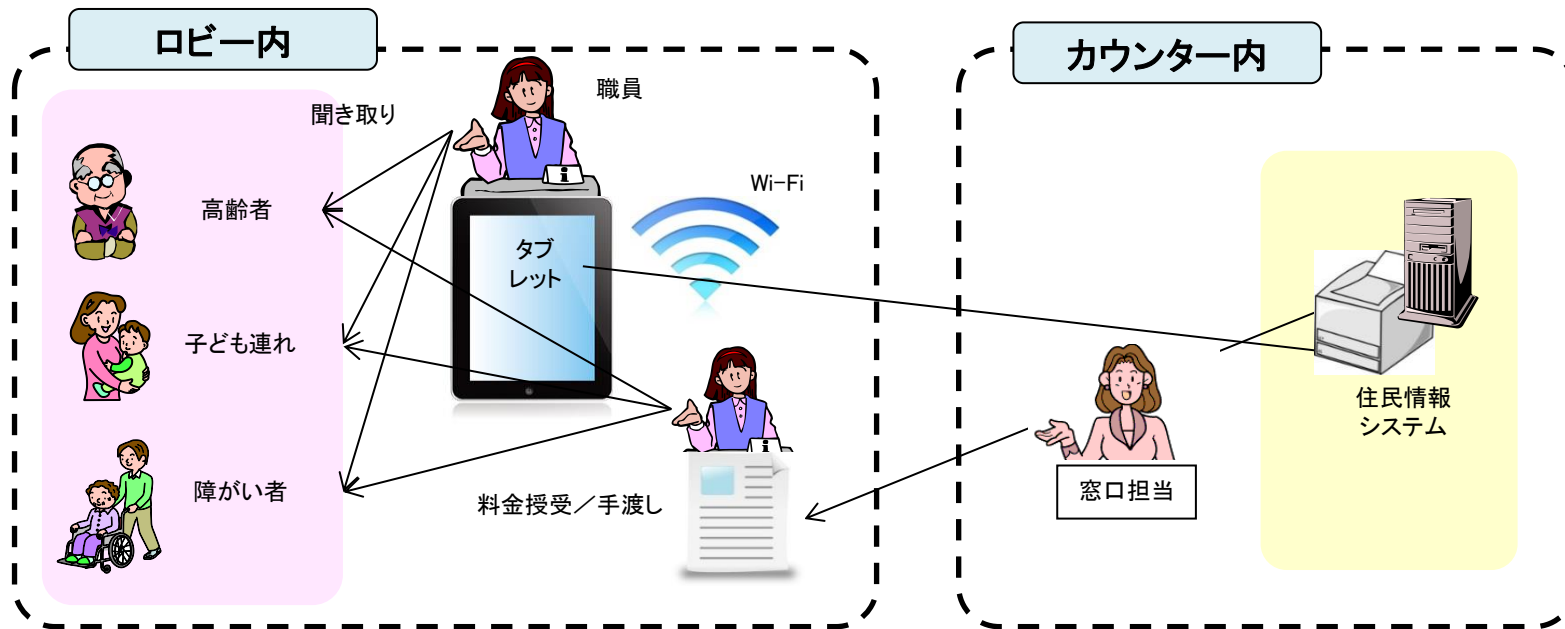 ロビー内
カウンター内
職員
聞き取り
i
Wi-Fi
高齢者
タブ
レット
子ども連れ
住民情報
システム
障がい者
i
料金授受／手渡し
窓口担当